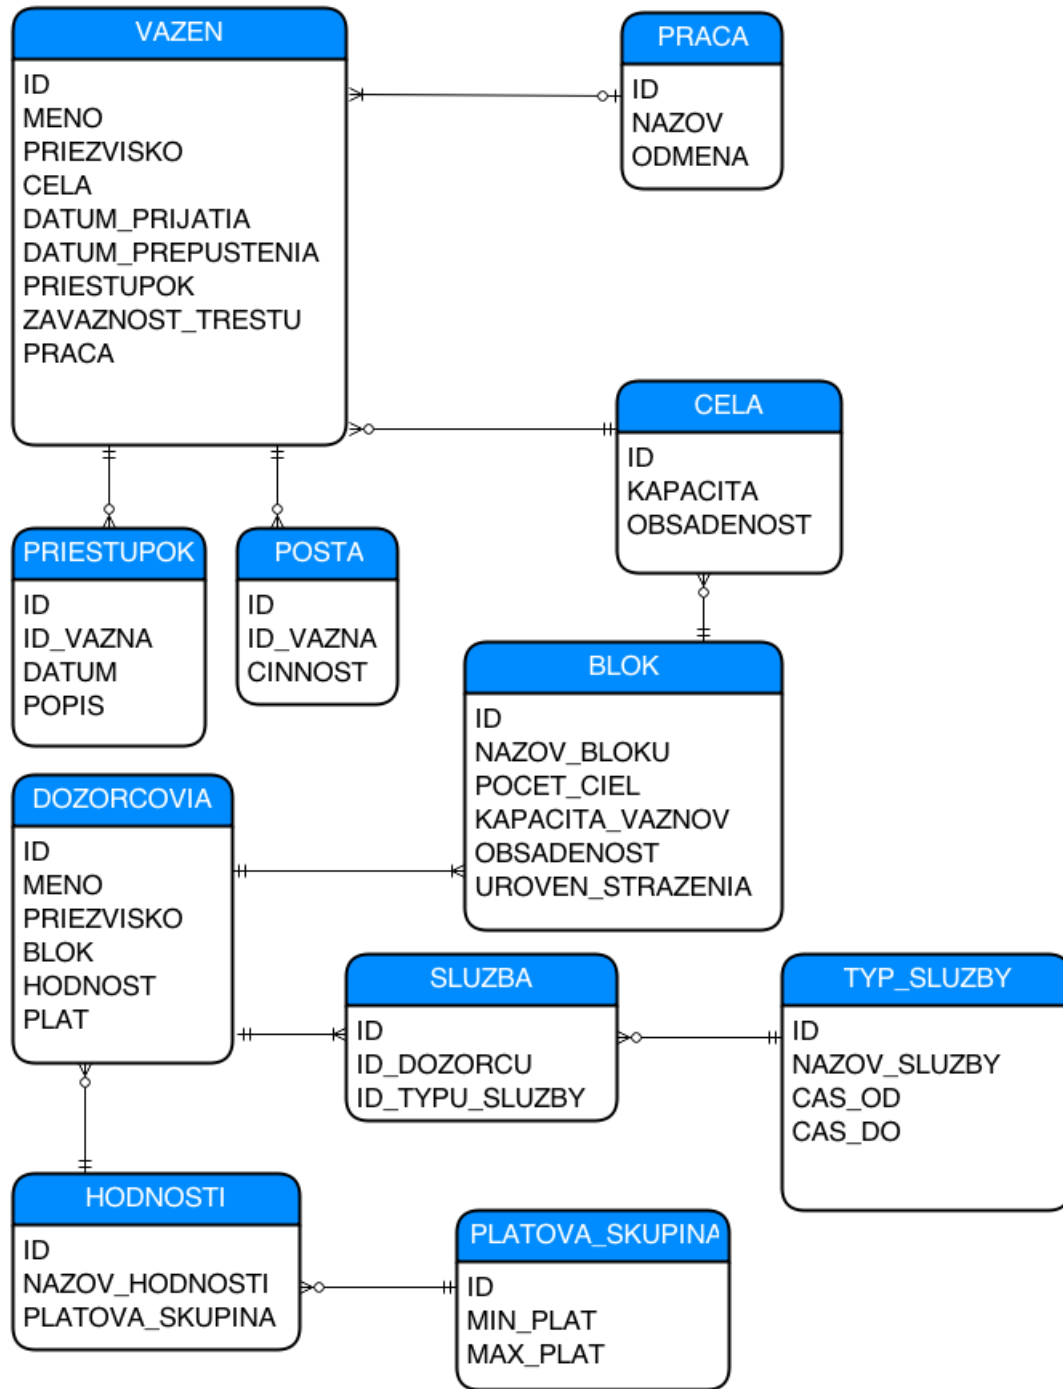 VAZEN
ID
MENO
PRIEZVISKO
CELA
DATUM_PRIJATIA
DATUM_PREPUSTENIA
PRIESTUPOK
ZAVAZNOST_TRESTU
PRACA
PRACA
ID
NAZOV
ODMENA
CELA
ID
KAPACITA
OBSADENOST
PRIESTUPOK
ID
ID_VAZNA
DATUM
POPIS
POSTA
ID
ID_VAZNA
CINNOST
BLOK
ID
NAZOV_BLOKU
POCET_CIEL
KAPACITA_VAZNOV
OBSADENOST
UROVEN_STRAZENIA
DOZORCOVIA
ID
MENO
PRIEZVISKO
BLOK
HODNOST
PLAT
SLUZBA
ID
ID_DOZORCU
ID_TYPU_SLUZBY
TYP_SLUZBY
ID
NAZOV_SLUZBY
CAS_OD
CAS_DO
HODNOSTI
ID
NAZOV_HODNOSTI
PLATOVA_SKUPINA
PLATOVA_SKUPINA
ID
MIN_PLAT
MAX_PLAT